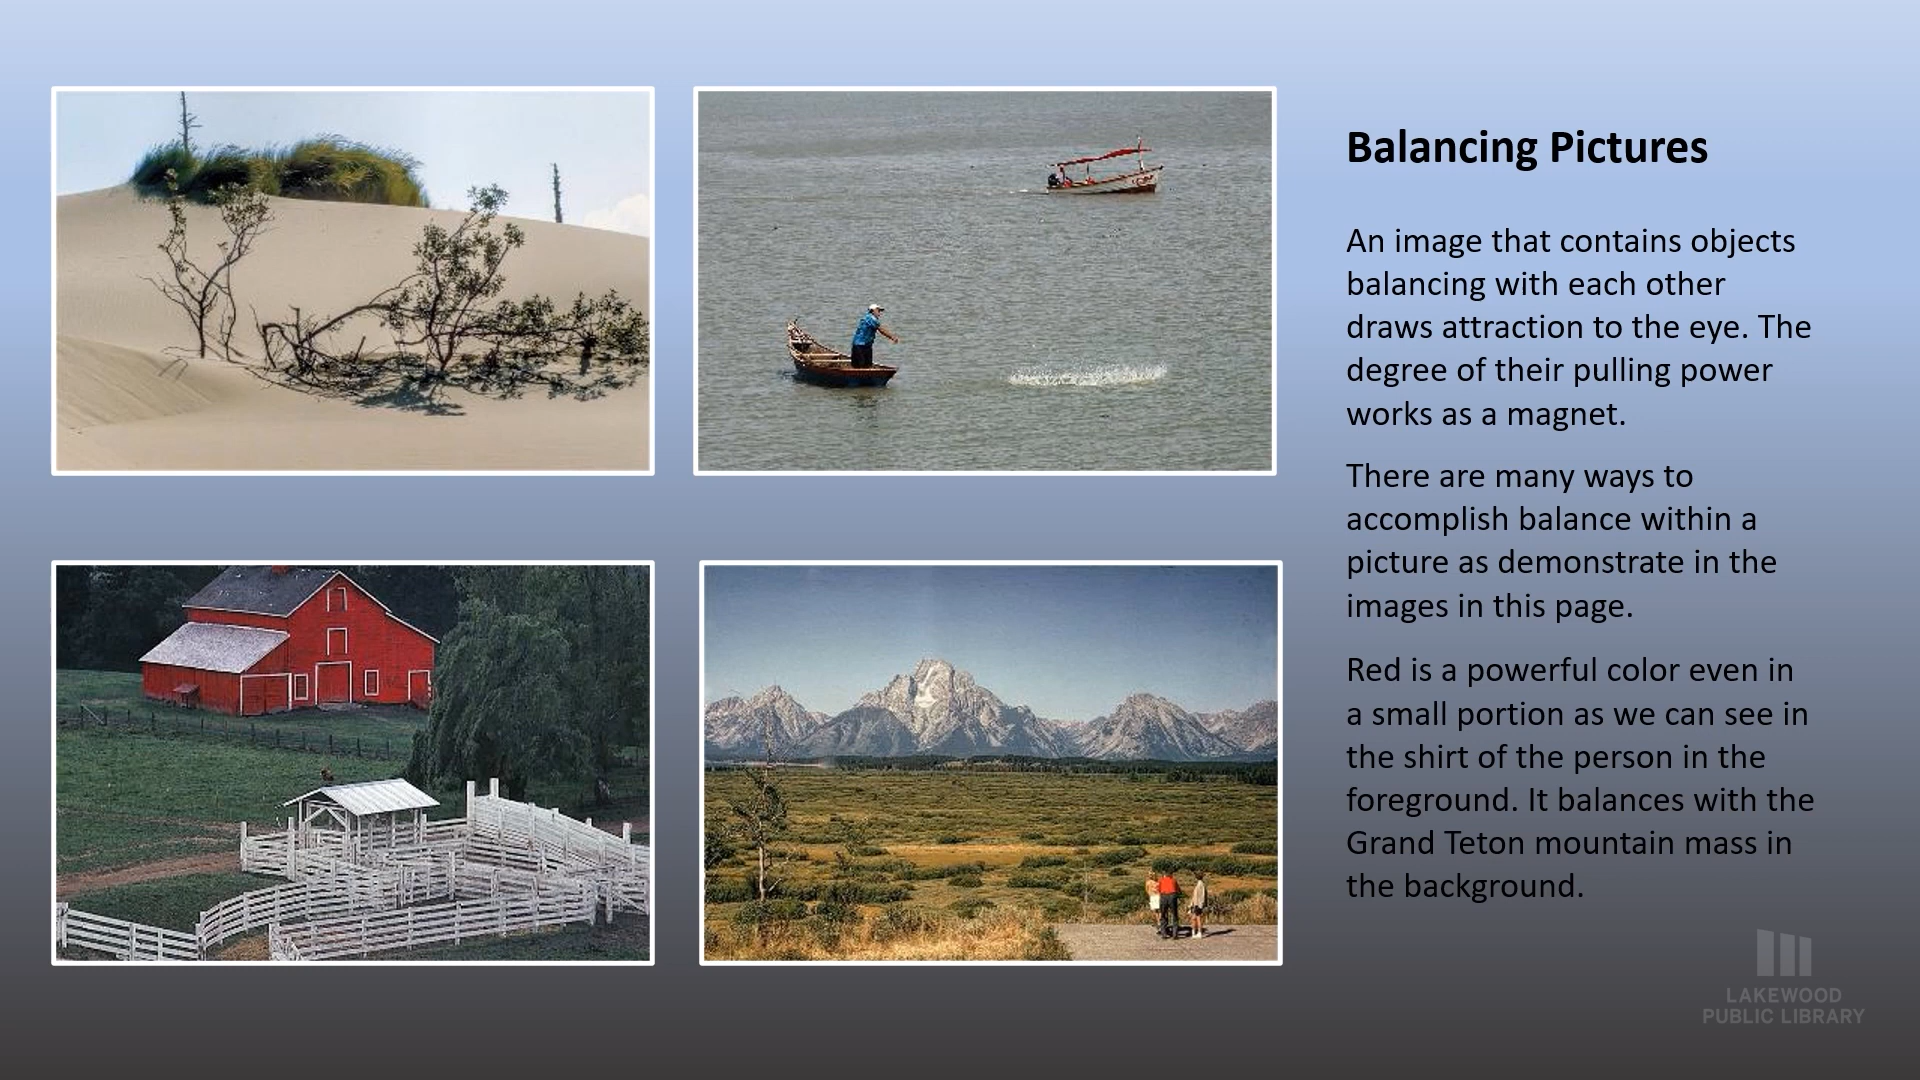 Balancing Pictures
An image that contains objects
balancing with each other
draws attraction to the eye. The
degree of their pulling power
works as a magnet.
There are many ways to
accomplish balance within a
picture as demonstrate in the
images in this page.
Red is a powerful color even in
a small portion as we can see in
the shirt of the person in the
foreground. It balances with the
Grand Teton mountain mass in
the background.
LAKEWOOD
PUBLIC LIBRARY